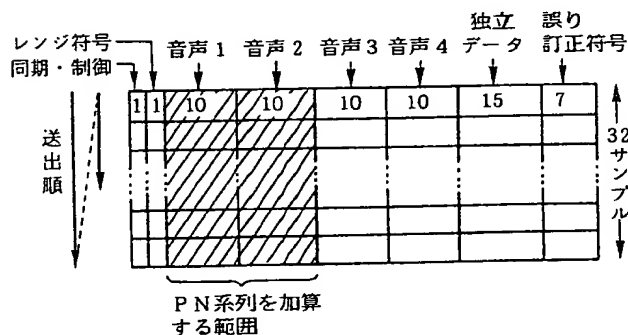 独立 誤り
レンジ符号 音声1 音声2 音声3 音声4 データ 訂正符号
同期・制御
1 1 10 10 10 10 15 7
送出順
32サンプル
PN系列を加算
する範囲